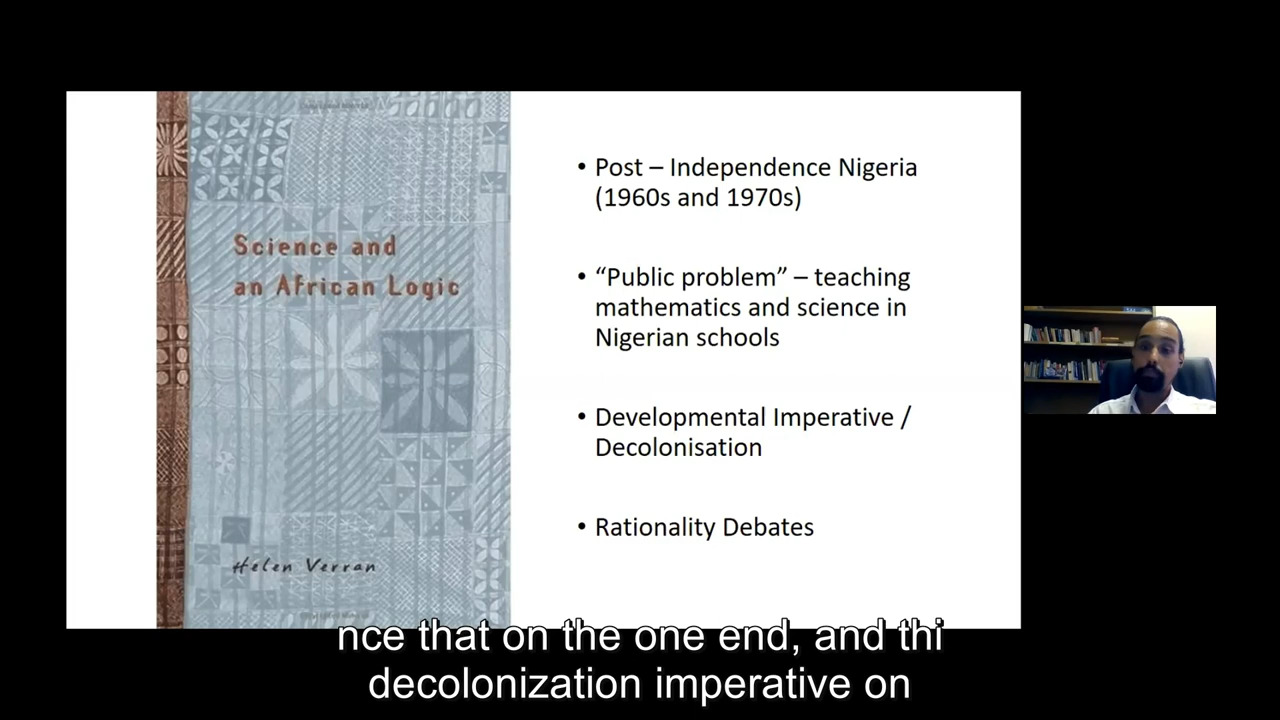 Science and
an African Logic
Helen Verran
• Post – Independence Nigeria
(1960s and 1970s)
• “Public problem” – teaching
mathematics and science in
Nigerian schools
• Developmental Imperative /
Decolonisation
• Rationality Debates
nce that on the one end, and thi
decolonization imperative on